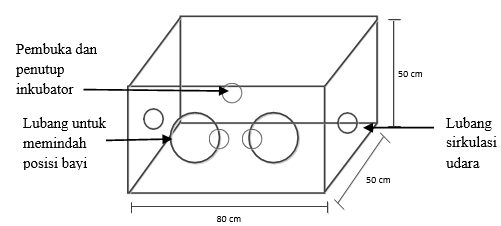 Pembuka dan
penutup
inkubator
Lubang untuk
memindah
posisi bayi
50 cm
Lubang
sirkulasi
udara
50 cm
80 cm